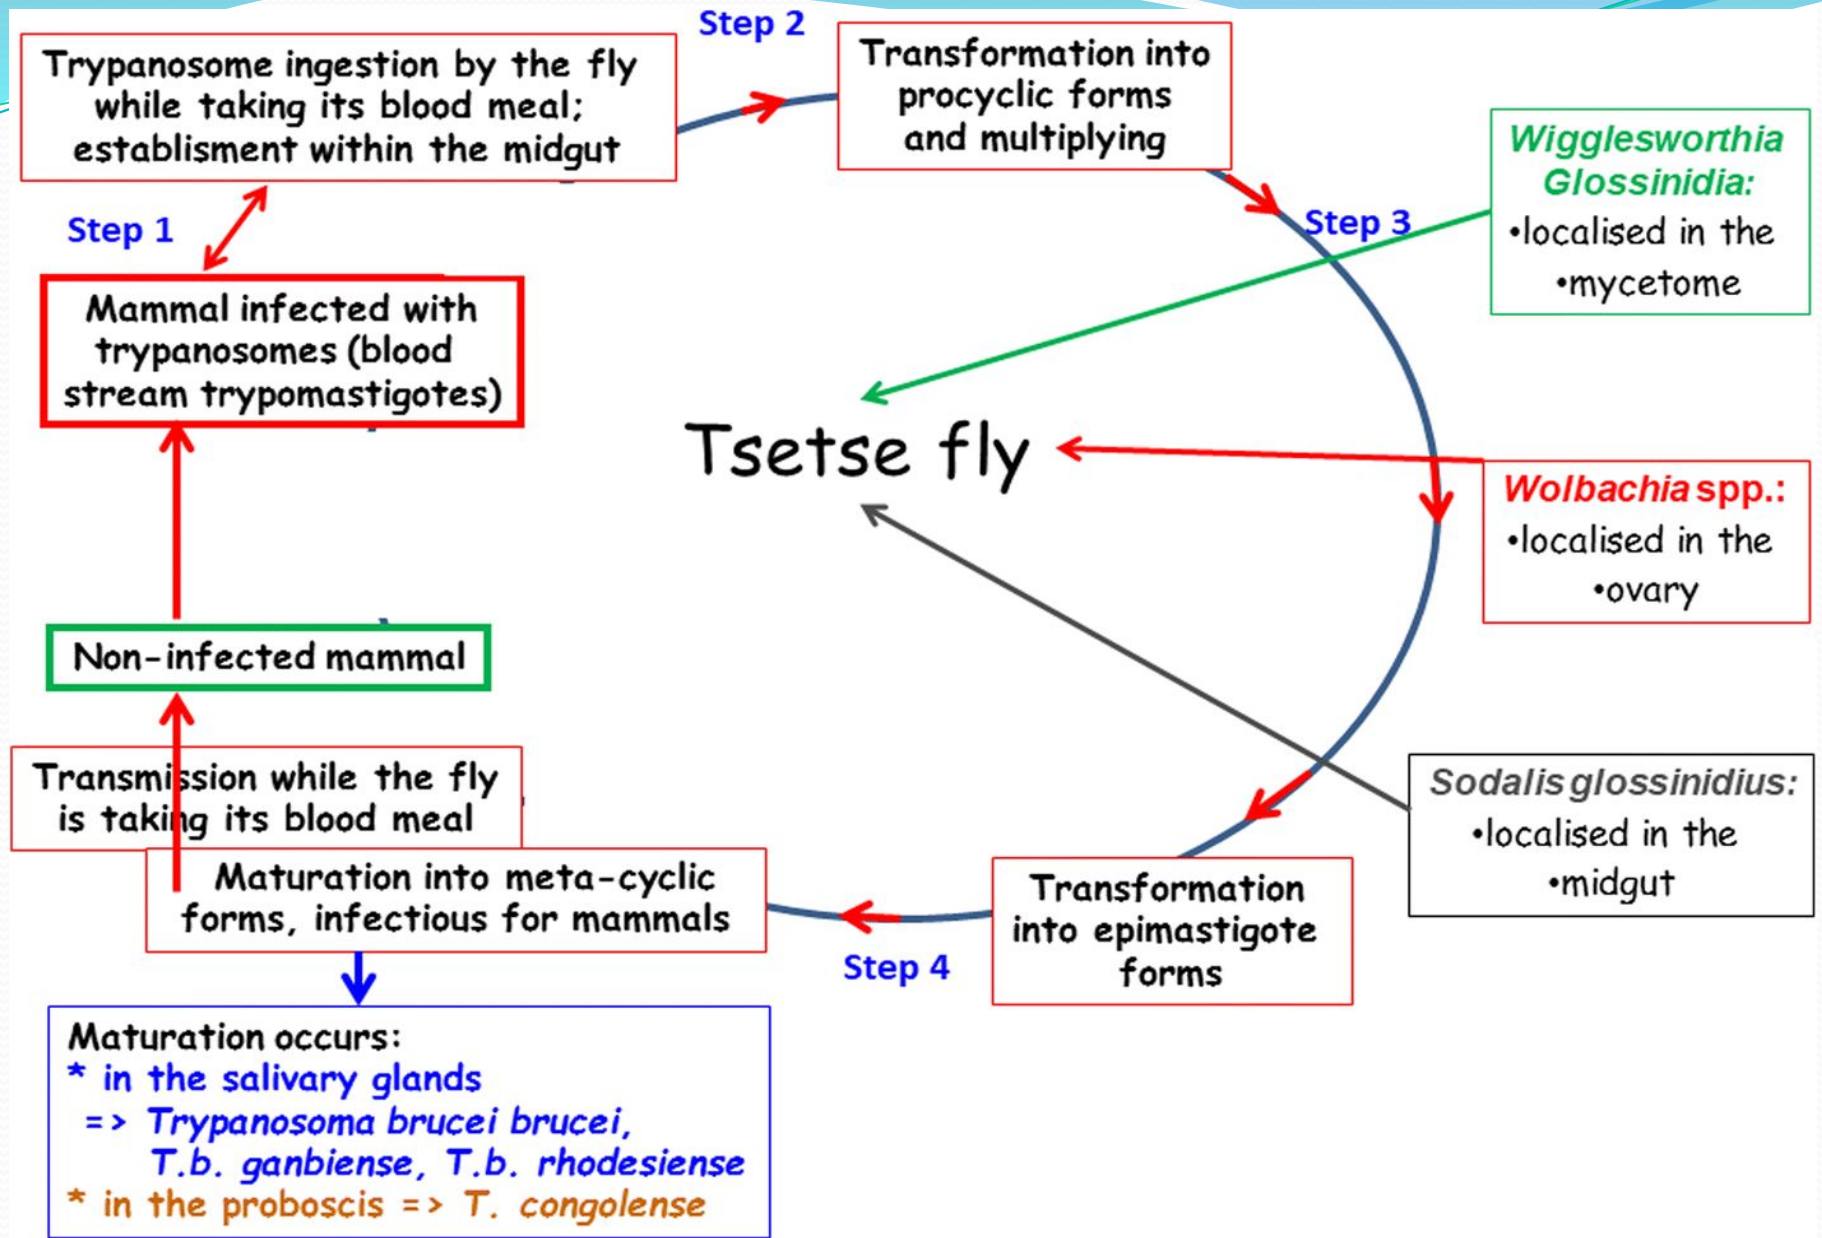 Step 2
Trypanosome ingestion by the fly
while taking its blood meal;
establisment within the midgut
Transformation into
procyclic forms
and multiplying
Wigglesworthia
Glossinidia:
•localised in the
•mycetome
Step 1
Step 3
Mammal infected with
trypanosomes (blood
stream trypomastigotes)
Tsetse fly
Wolbachia spp.:
•localised in the
•ovary
Non-infected mammal
Transmission while the fly
is taking its blood meal
Sodalis glossinidius:
•localised in the
•midgut
Maturation into meta-cyclic
forms, infectious for mammals
Transformation
into epimastigote
forms
Step 4
Maturation occurs:
* in the salivary glands
=> Trypanosoma brucei brucei,
T.b. ganbiense, T.b. rhodesiense
* in the proboscis => T. congolense